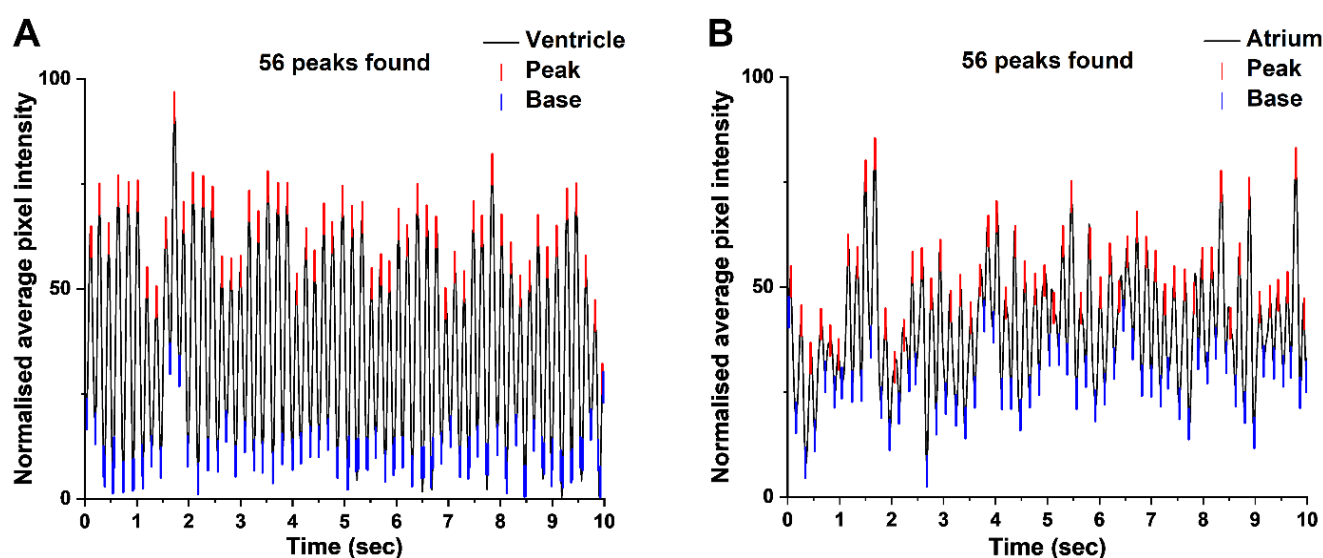 A
56 peaks found
Ventricle
Peak
Base
Normalised average pixel intensity
100
50
0
0 1 2 3 4 5 6 7 8 9 10
Time (sec)
B
56 peaks found
Atrium
Peak
Base
Normalised average pixel intensity
100
50
0
0 1 2 3 4 5 6 7 8 9 10
Time (sec)